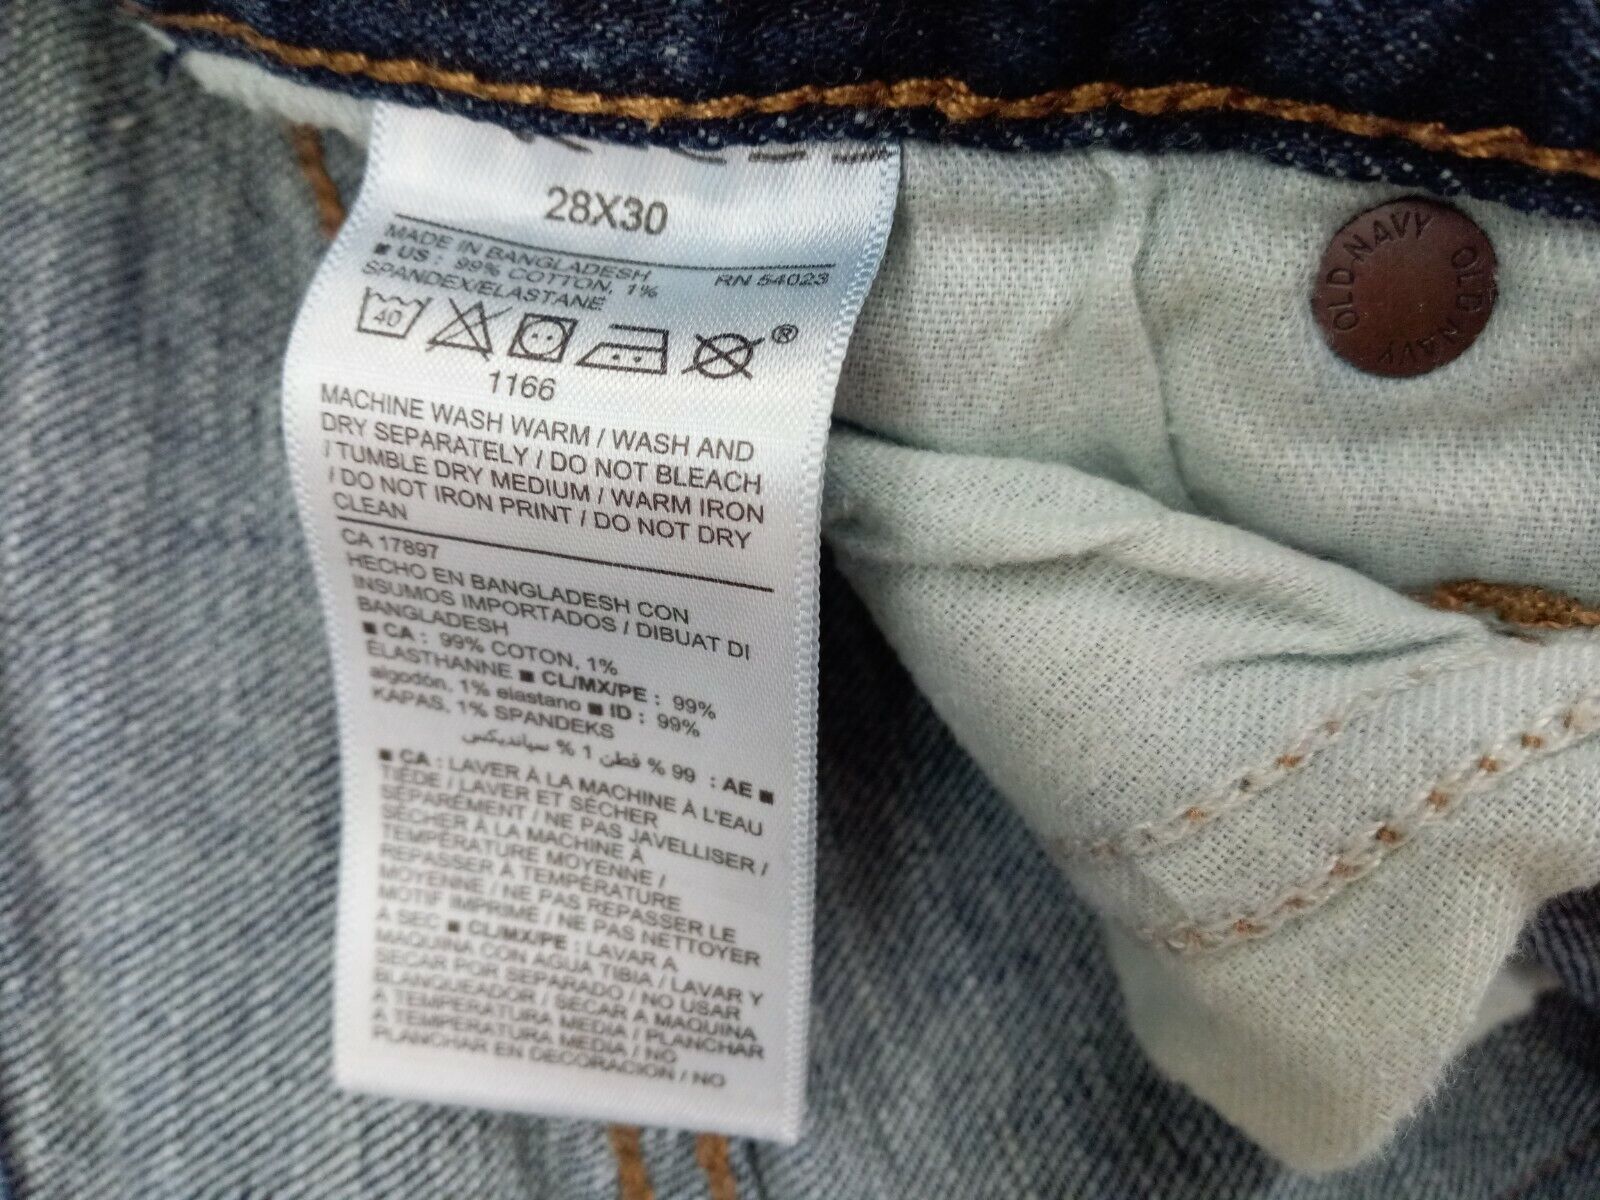 28X30
MADE IN BANGLADESH
RN 54023
■ US : 99% COTTON, 1%
SPANDEX/ELASTANE
40
®
1166
MACHINE WASH WARM / WASH AND
DRY SEPARATELY / DO NOT BLEACH
/ TUMBLE DRY MEDIUM / WARM IRON
/ DO NOT IRON PRINT / DO NOT DRY
CLEAN
CA 17897
HECHO EN BANGLADESH CON
INSUMOS IMPORTADOS / DIBUAT DI
BANGLADESH
■ CA : 99% COTON, 1%
ÉLASTHANNE ■ CL/MX/PE : 99%
algodón, 1% elastano ■ ID : 99%
KAPAS, 1% SPANDEKS
■ AE : 99 % قطن 1 % سبانديكس
■ CA : LAVER À LA MACHINE À L'EAU
TIÈDE / LAVER ET SÉCHER
SÉPARÉMENT / NE PAS JAVELLISER /
SÉCHER À LA MACHINE À
TEMPÉRATURE MOYENNE /
REPASSER À TEMPÉRATURE
MOYENNE / NE PAS REPASSER LE
MOTIF IMPRIMÉ / NE PAS NETTOYER
À SEC ■ CL/MX/PE : LAVAR A
MAQUINA CON AGUA TIBIA / LAVAR Y
SECAR POR SEPARADO / NO USAR
BLANQUEADOR / SECAR A MAQUINA
A TEMPERATURA MEDIA / PLANCHAR
A TEMPERATURA MEDIA / NO
PLANCHAR EN DECORACION / NO
OLD NAVY OLD NAVY